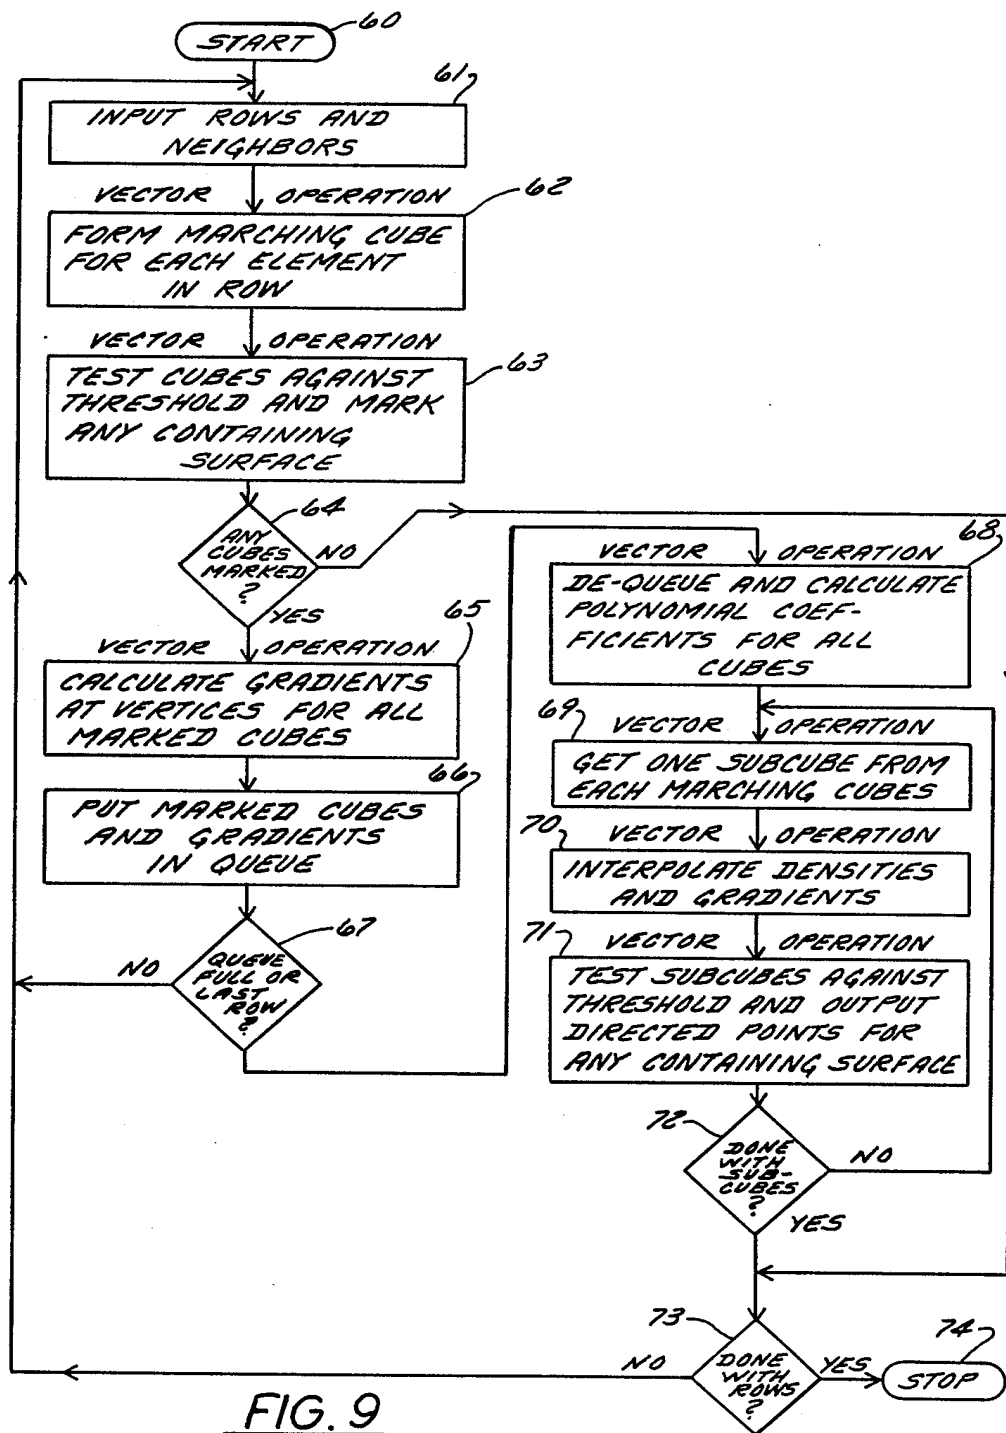 60
START
61
INPUT ROWS AND
NEIGHBORS
VECTOR OPERATION
62
FORM MARCHING CUBE
FOR EACH ELEMENT
IN ROW
VECTOR OPERATION
63
TEST CUBES AGAINST
THRESHOLD AND MARK
ANY CONTAINING
SURFACE
64
ANY
CUBES
MARKED
?
NO
YES
65
VECTOR OPERATION
CALCULATE GRADIENTS
AT VERTICES FOR ALL
MARKED CUBES
66
PUT MARKED CUBES
AND GRADIENTS
IN QUEUE
67
QUEUE
FULL OR
LAST
ROW
?
NO
68
VECTOR OPERATION
DE-QUEUE AND CALCULATE
POLYNOMIAL COEF-
FICIENTS FOR ALL
CUBES
69
VECTOR OPERATION
GET ONE SUBCUBE FROM
EACH MARCHING CUBES
70
VECTOR OPERATION
INTERPOLATE DENSITIES
AND GRADIENTS
71
VECTOR OPERATION
TEST SUBCUBES AGAINST
THRESHOLD AND OUTPUT
DIRECTED POINTS FOR
ANY CONTAINING SURFACE
72
DONE
WITH
SUB-
CUBES
?
NO
YES
73
DONE
WITH
ROWS
?
NO
YES
74
STOP
FIG. 9